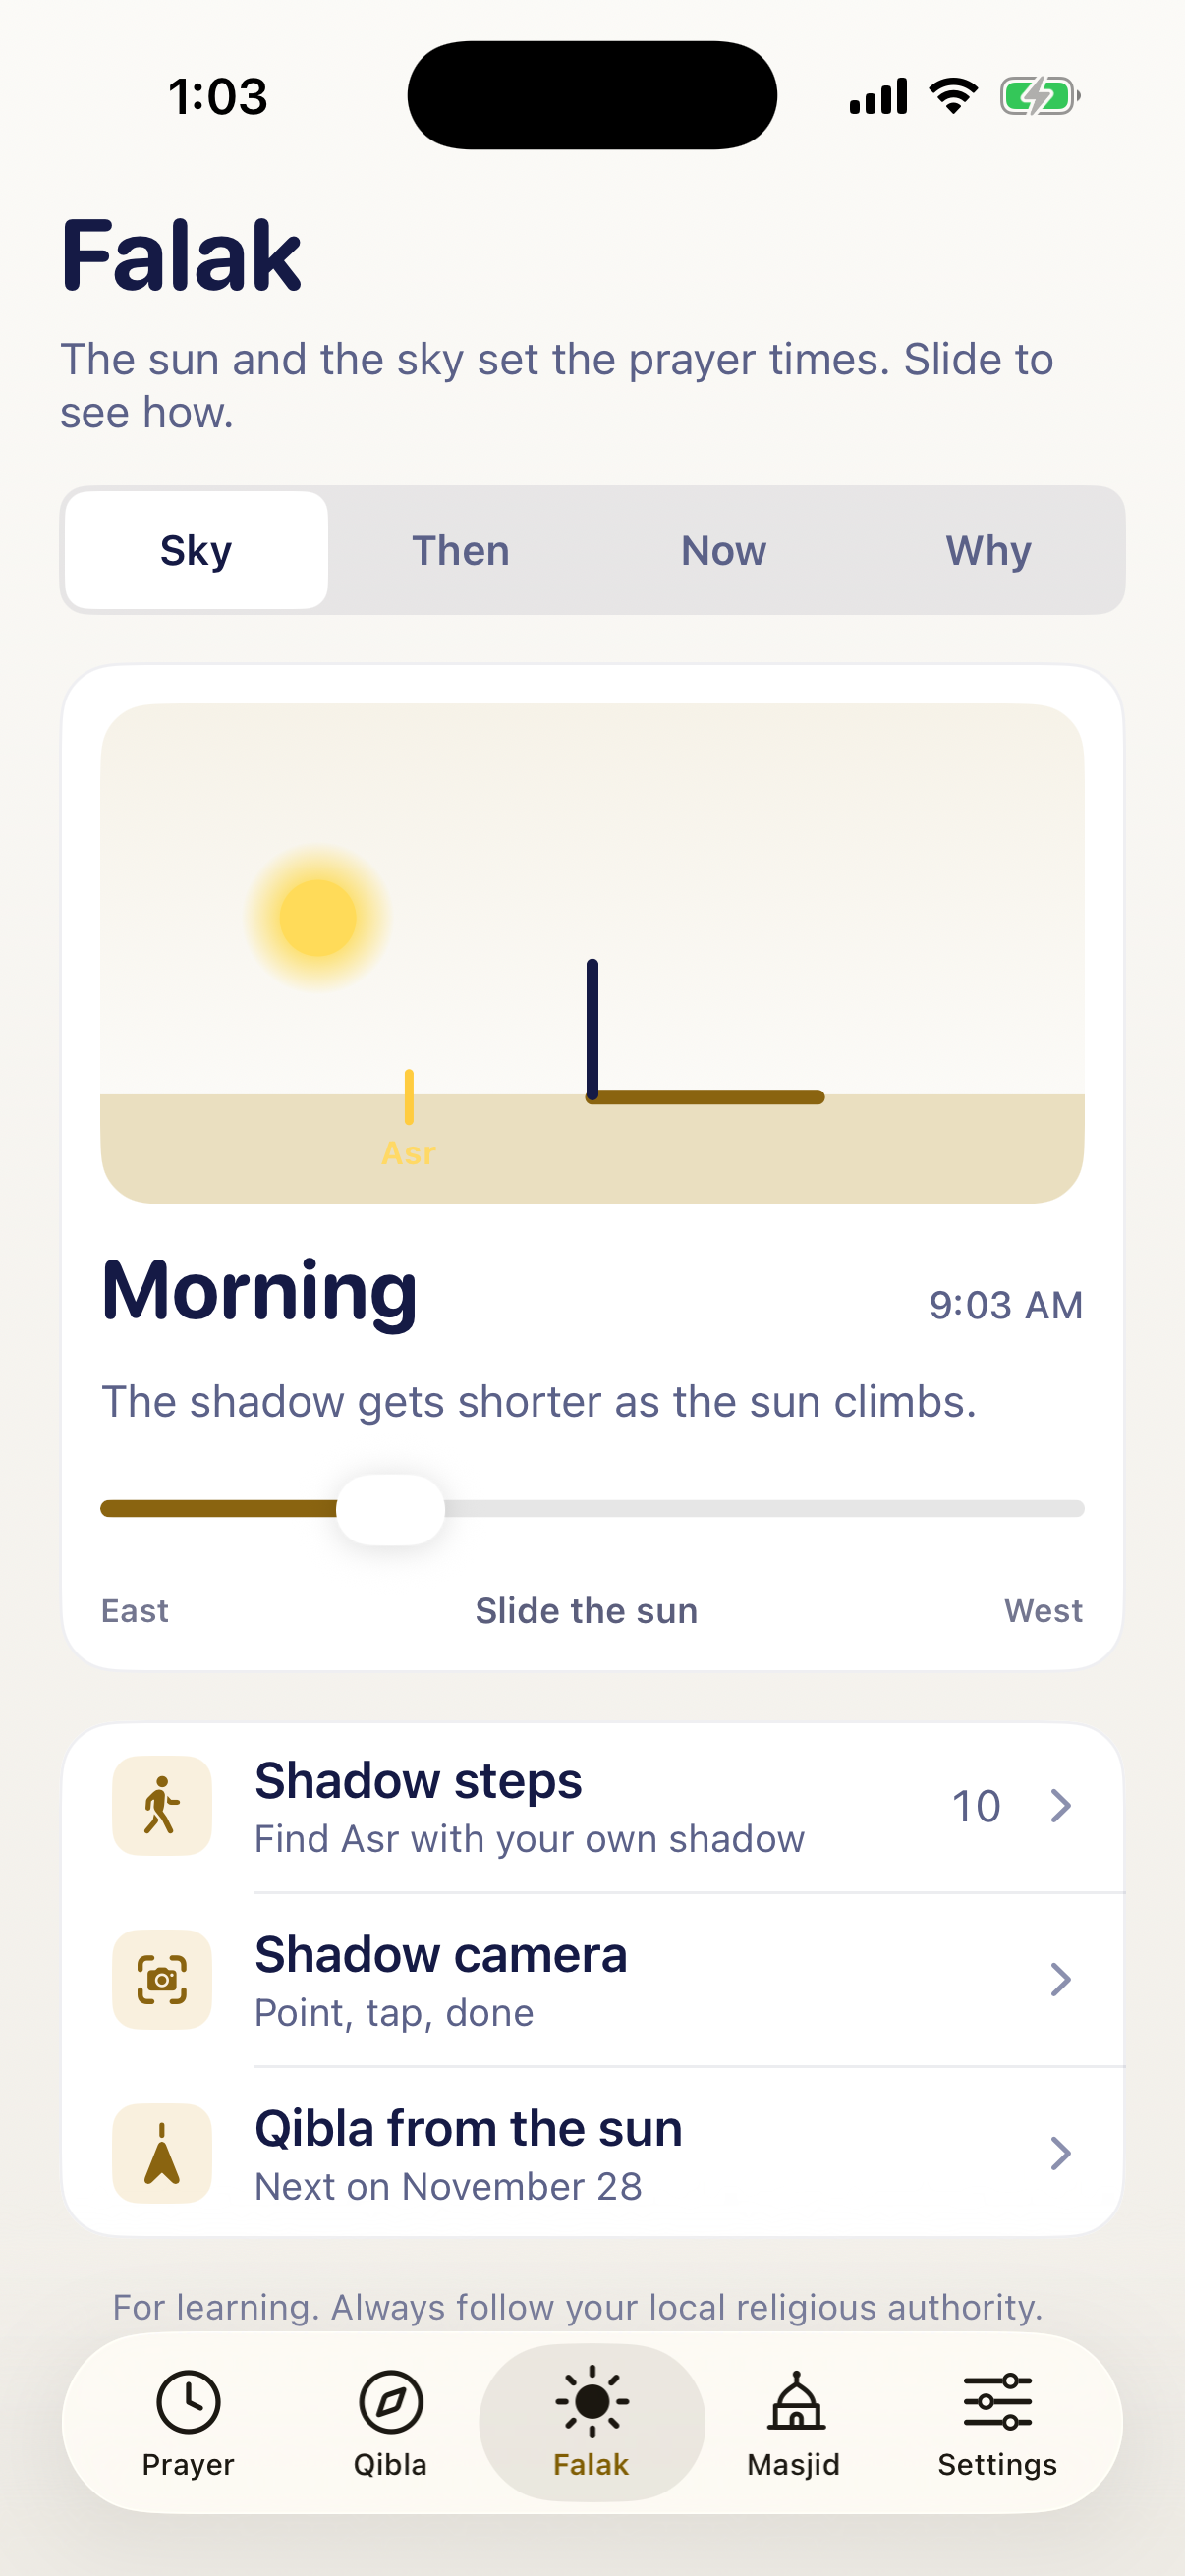 1:03
Falak
The sun and the sky set the prayer times. Slide to
see how.
Sky Then Now Why
Asr
Morning
9:03 AM
The shadow gets shorter as the sun climbs.
East Slide the sun West
Shadow steps
Find Asr with your own shadow
10
Shadow camera
Point, tap, done
Qibla from the sun
Next on November 28
For learning. Always follow your local religious authority.
Prayer Qibla Falak Masjid Settings